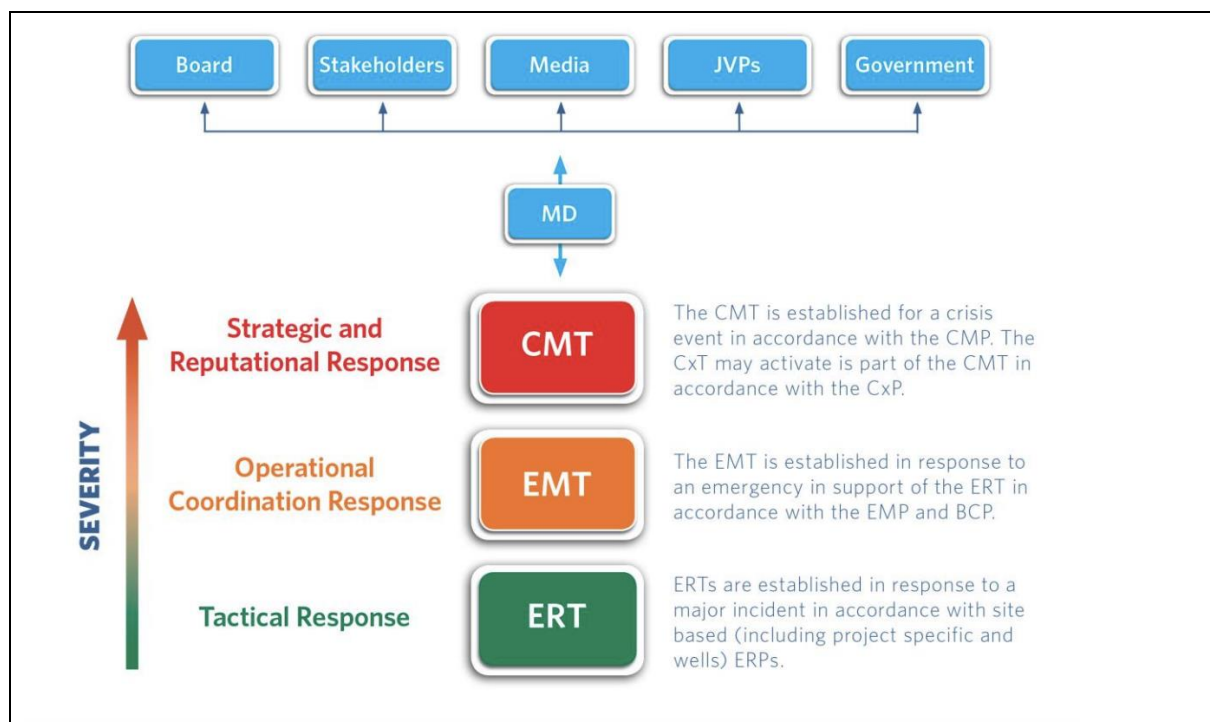 Board
Stakeholders
Media
JVPs
Government
MD
SEVERITY
Strategic and
Reputational Response
CMT
The CMT is established for a crisis
event in accordance with the CMP. The
CxT may activate is part of the CMT in
accordance with the CxP.
Operational
Coordination Response
EMT
The EMT is established in response to
an emergency in support of the ERT in
accordance with the EMP and BCP.
Tactical Response
ERT
ERTs are established in response to a
major incident in accordance with site
based (including project specific and
wells) ERPs.